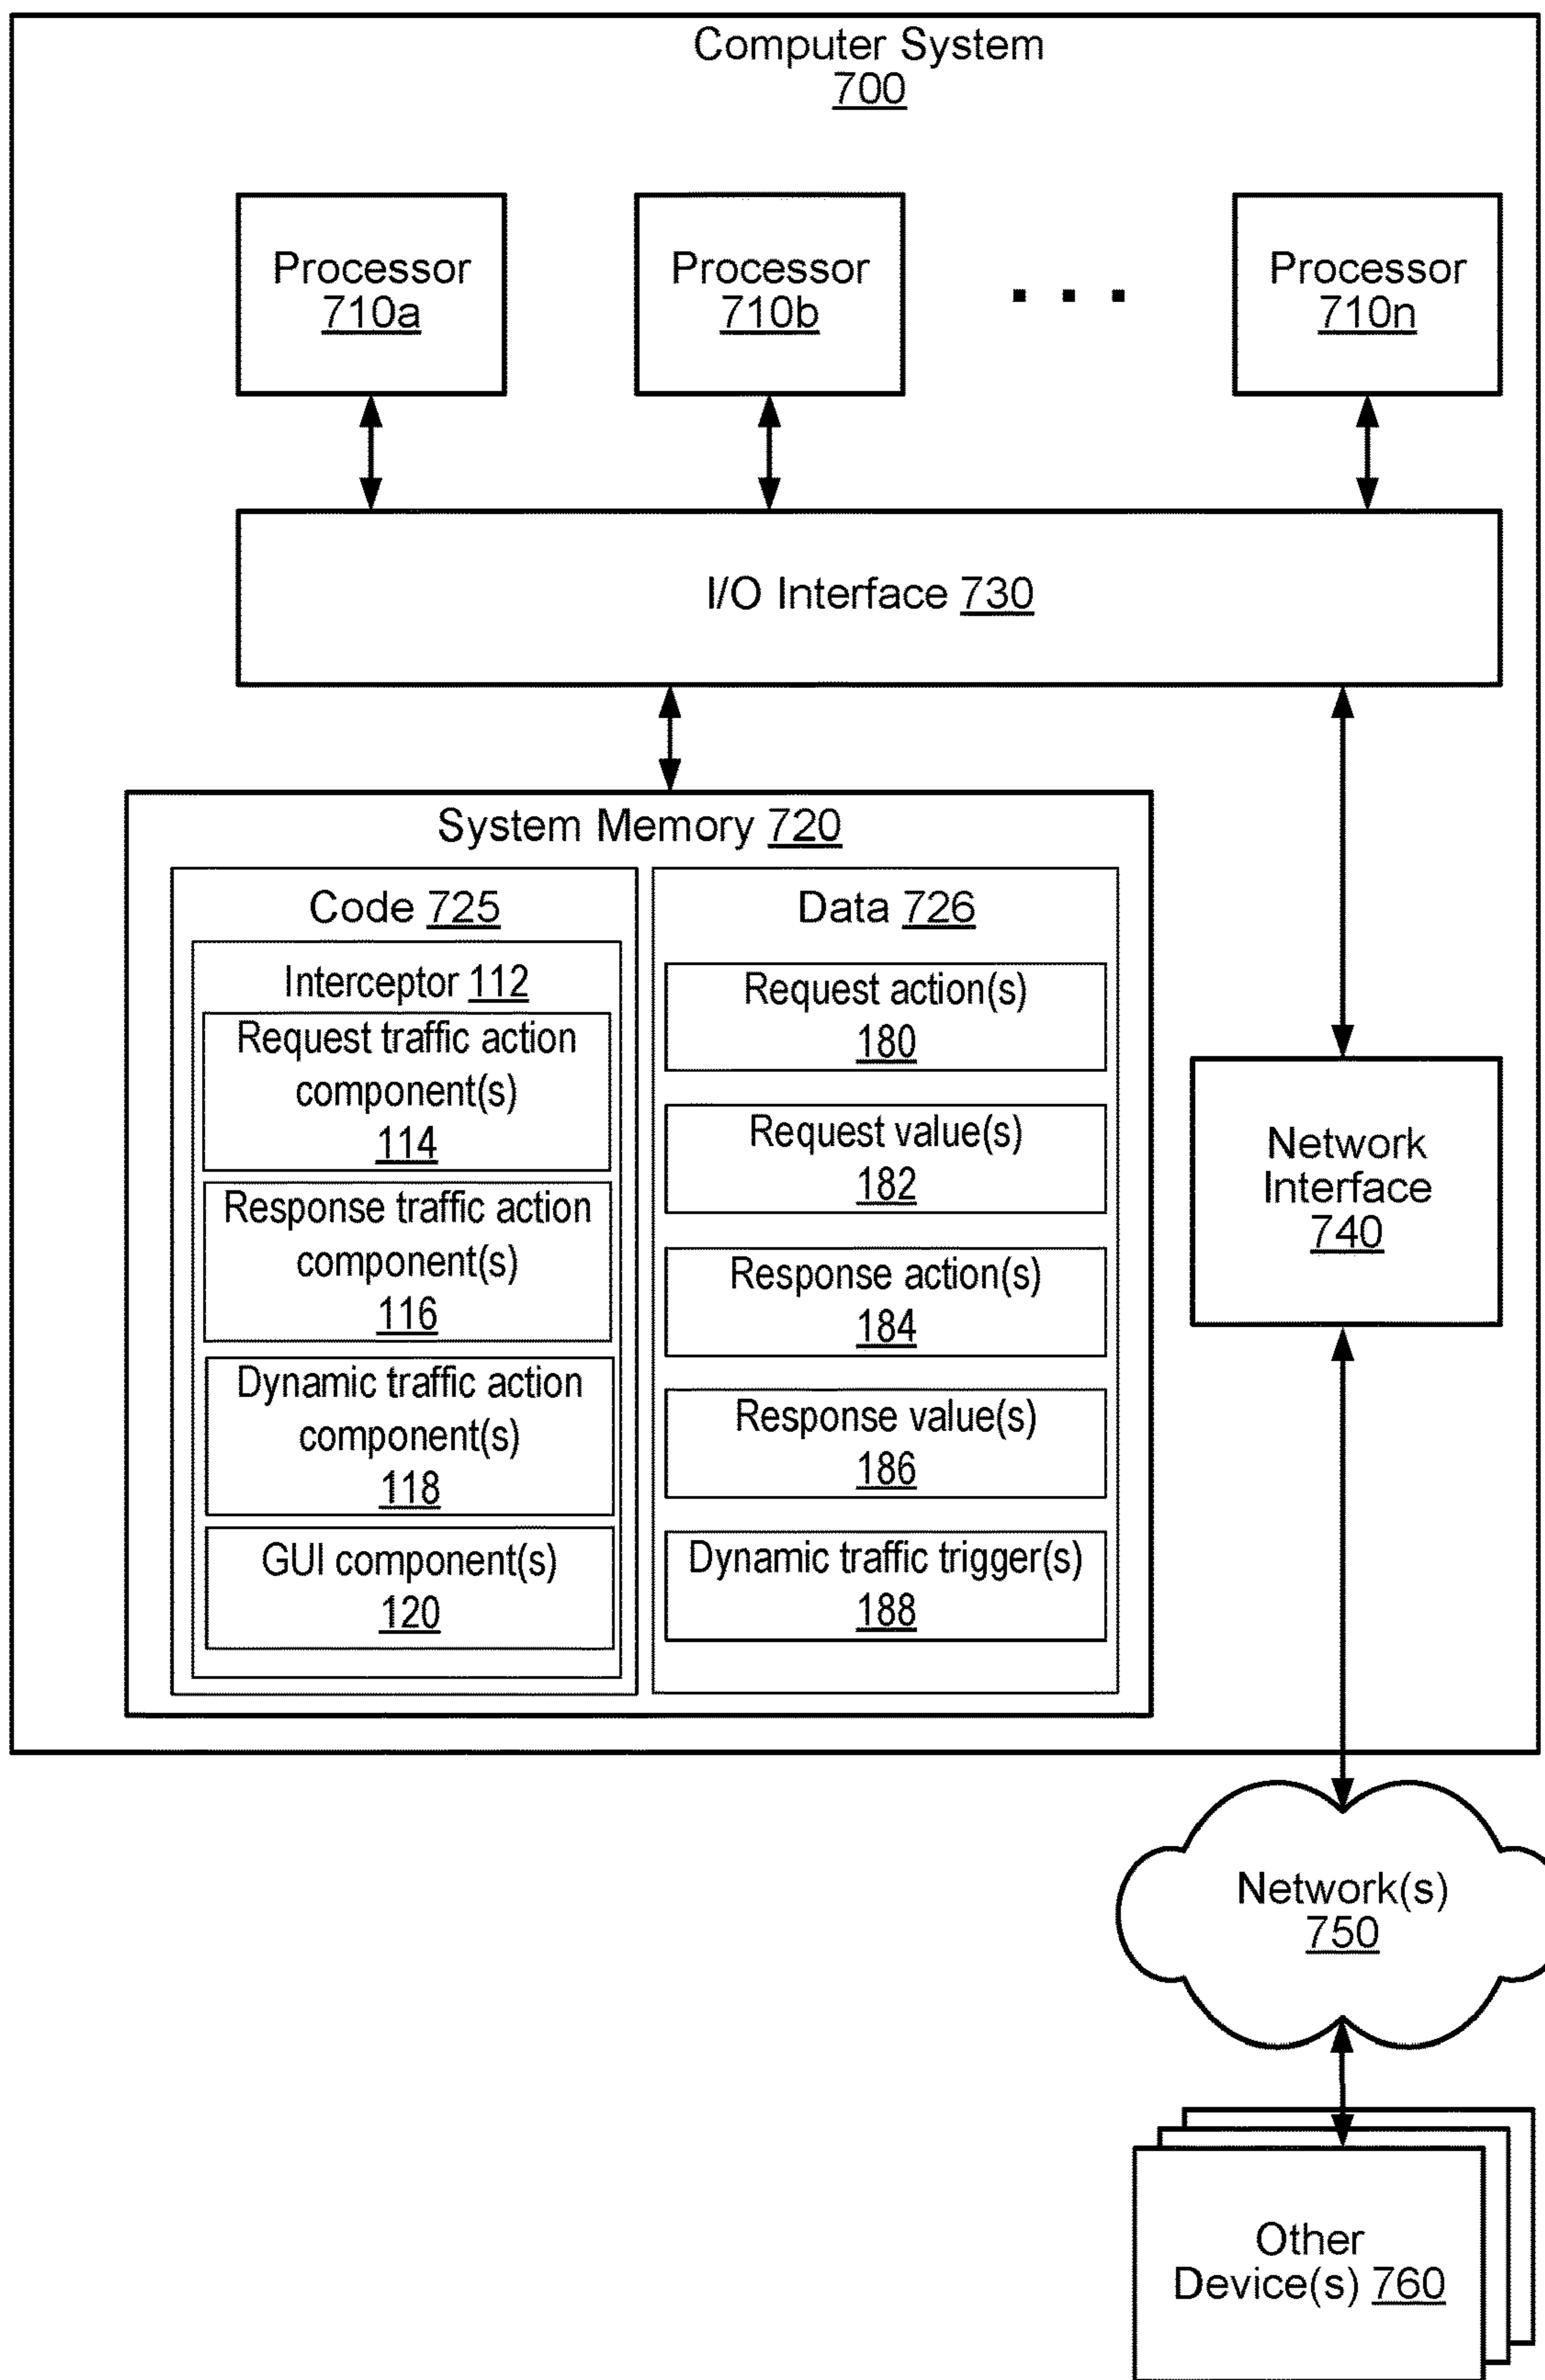 Computer System
700
Processor
710a
Processor
710b
Processor
710n
I/O Interface 730
System Memory 720
Code 725
Interceptor 112
Request traffic action
component(s)
114
Response traffic action
component(s)
116
Dynamic traffic action
component(s)
118
GUI component(s)
120
Data 726
Request action(s)
180
Request value(s)
182
Response action(s)
184
Response value(s)
186
Dynamic traffic trigger(s)
188
Network
Interface
740
Network(s)
750
Other
Device(s) 760